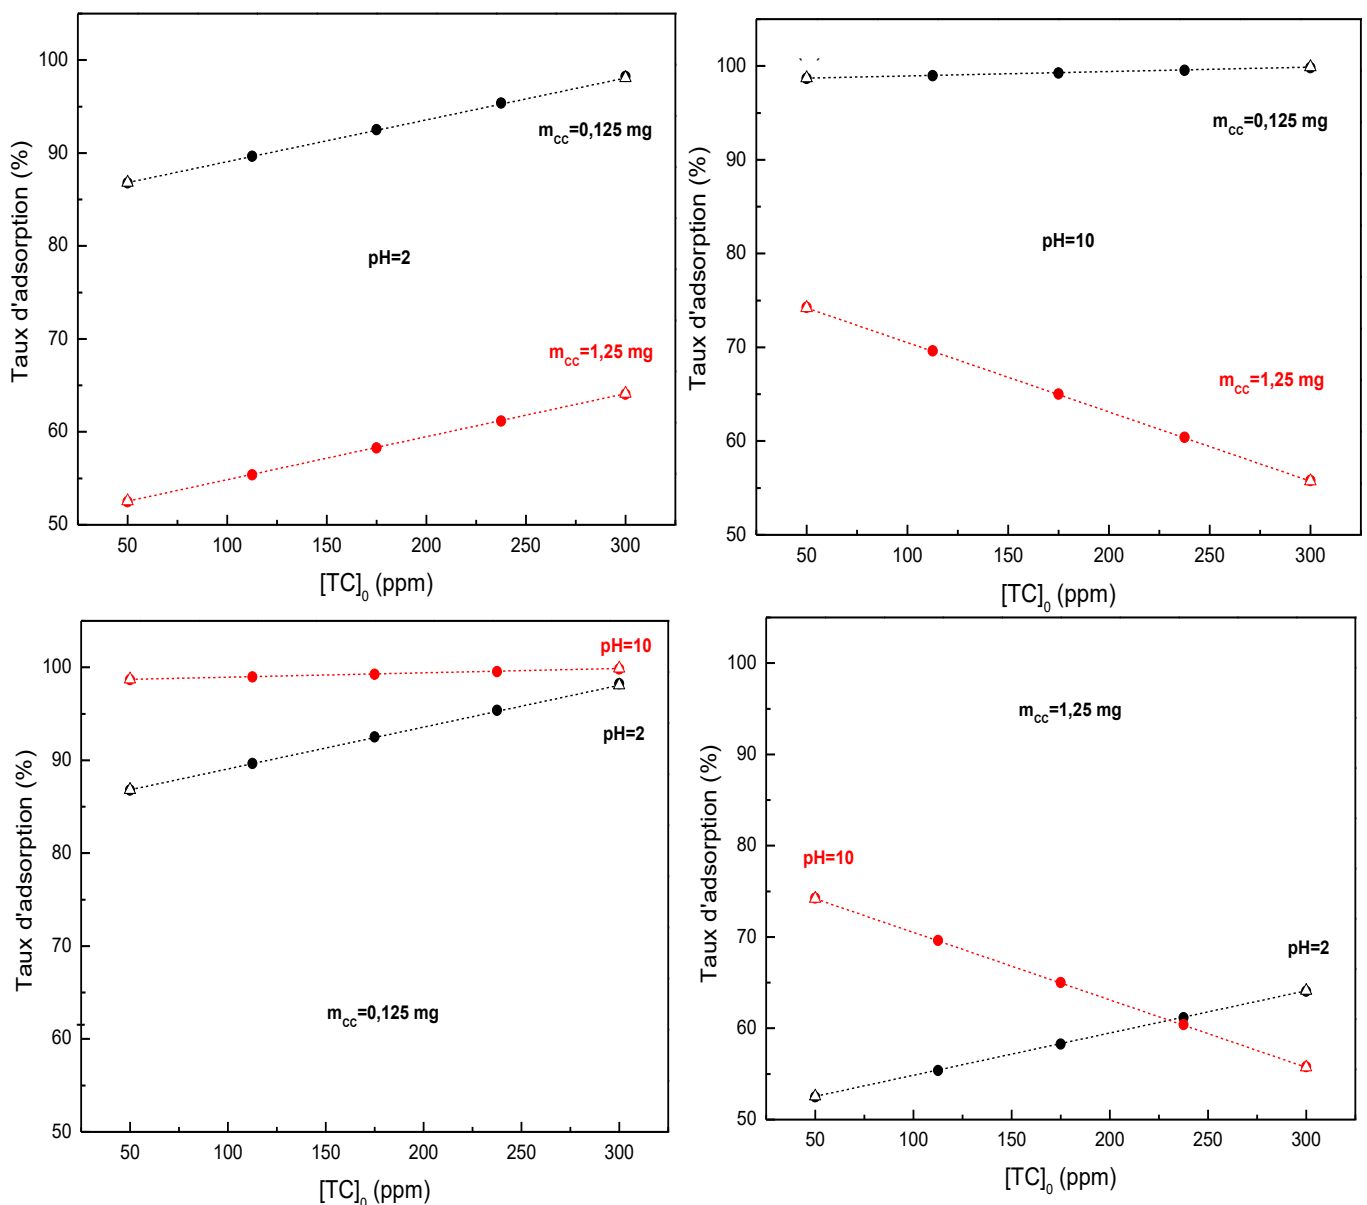 100
90
80
70
60
50
Taux d'adsorption (%)
m_cc=0,125 mg
pH=2
m_cc=1,25 mg
50 100 150 200 250 300
[TC]_0 (ppm)
100
90
80
70
60
50
Taux d'adsorption (%)
m_cc=0,125 mg
pH=10
m_cc=1,25 mg
50 100 150 200 250 300
[TC]_0 (ppm)
100
90
80
70
60
50
Taux d'adsorption (%)
pH=10
pH=2
m_cc=0,125 mg
50 100 150 200 250 300
[TC]_0 (ppm)
100
90
80
70
60
50
Taux d'adsorption (%)
m_cc=1,25 mg
pH=10
pH=2
50 100 150 200 250 300
[TC]_0 (ppm)